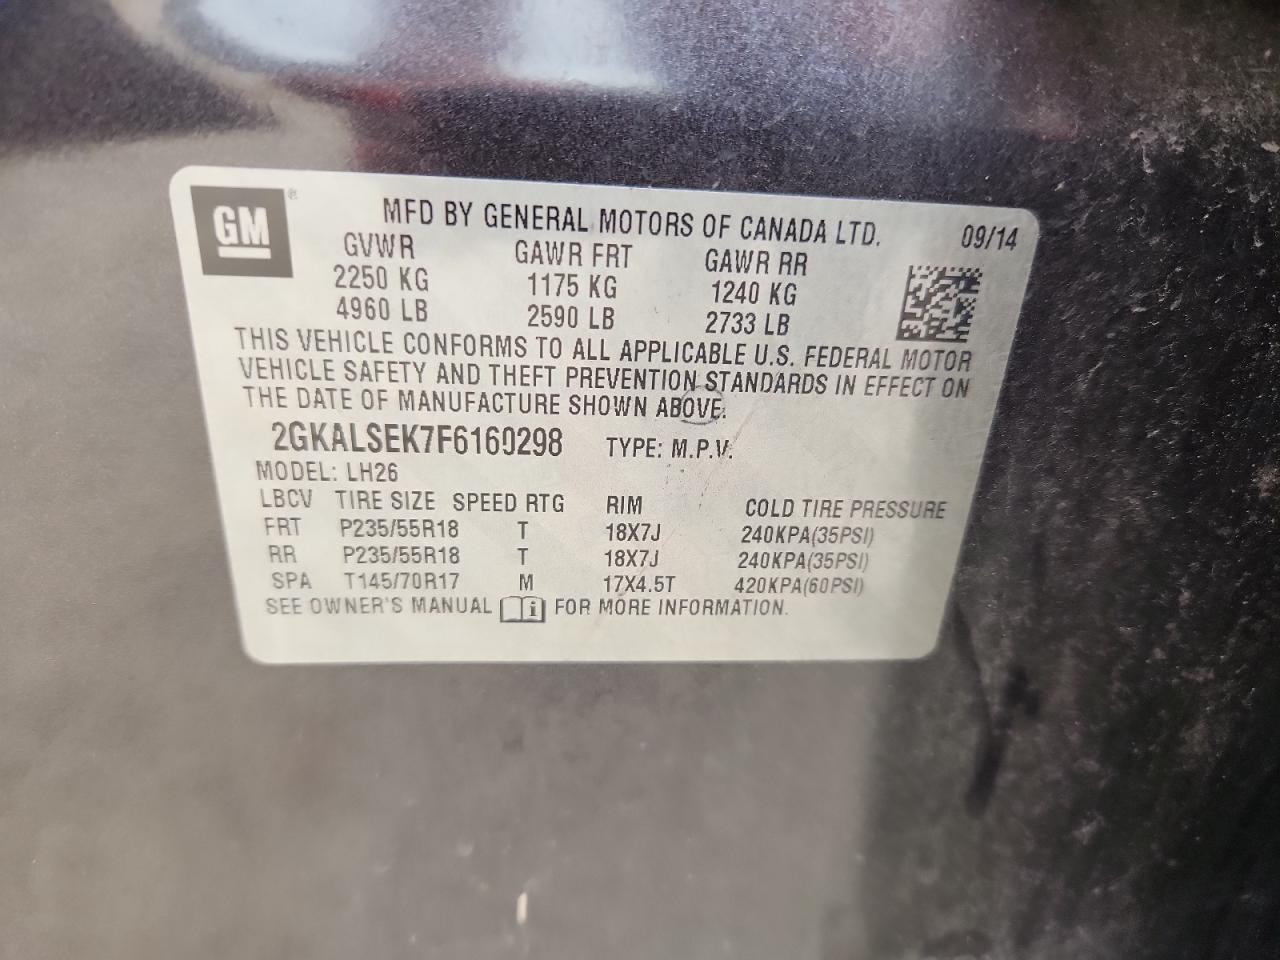 GM® MFD BY GENERAL MOTORS OF CANADA LTD. 09/14
GVWR GAWR FRT GAWR RR
2250 KG 1175 KG 1240 KG
4960 LB 2590 LB 2733 LB
THIS VEHICLE CONFORMS TO ALL APPLICABLE U.S. FEDERAL MOTOR
VEHICLE SAFETY AND THEFT PREVENTION STANDARDS IN EFFECT ON
THE DATE OF MANUFACTURE SHOWN ABOVE.
2GKALSEK7F6160298 TYPE: M.P.V.
MODEL: LH26
LBCV TIRE SIZE SPEED RTG RIM COLD TIRE PRESSURE
FRT P235/55R18 T 18X7J 240KPA(35PSI)
RR P235/55R18 T 18X7J 240KPA(35PSI)
SPA T145/70R17 M 17X4.5T 420KPA(60PSI)
SEE OWNER'S MANUAL i FOR MORE INFORMATION.